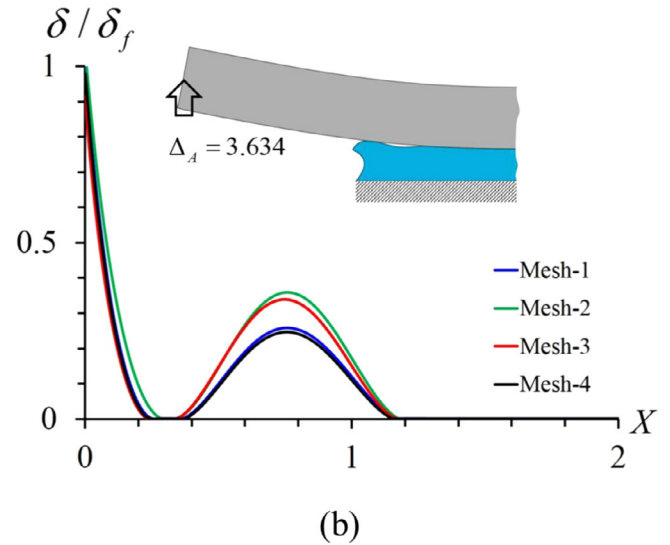 δ / δ_f
1
Δ_A = 3.634
0.5
Mesh-1
Mesh-2
Mesh-3
Mesh-4
0
X
0
1
2
(b)